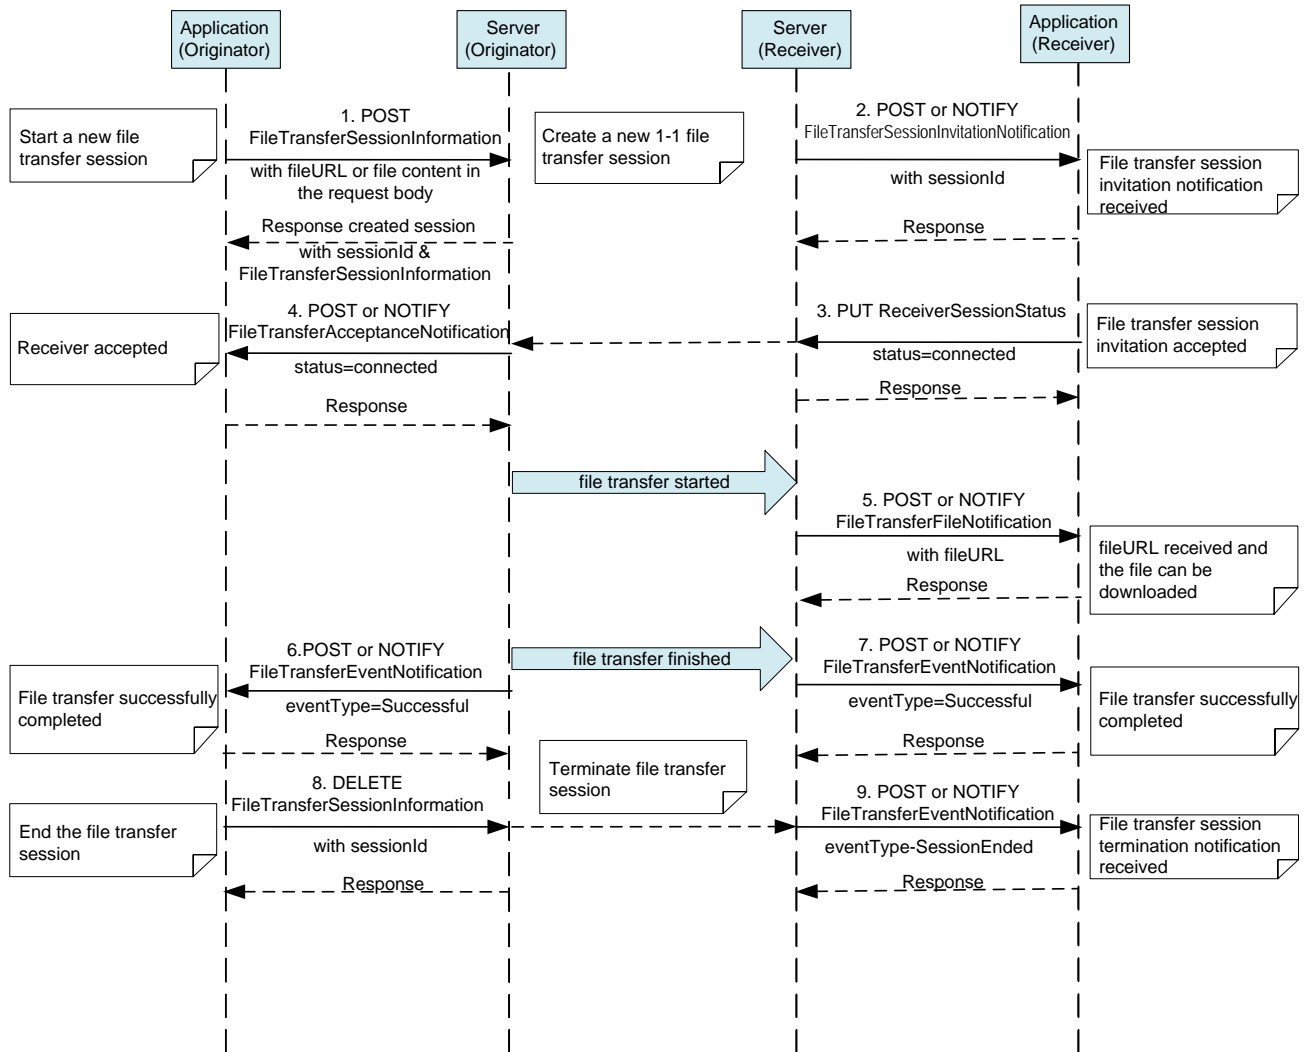 Application
(Originator)
Server
(Originator)
Server
(Receiver)
Application
(Receiver)
Start a new file
transfer session
1. POST
FileTransferSessionInformation
with fileURL or file content in
the request body
Create a new 1-1 file
transfer session
2. POST or NOTIFY
FileTransferSessionInvitationNotification
with sessionId
File transfer session
invitation notification
received
Response created session
with sessionId &
FileTransferSessionInformation
Response
4. POST or NOTIFY
FileTransferAcceptanceNotification
status=connected
Receiver accepted
3. PUT ReceiverSessionStatus
status=connected
File transfer session
invitation accepted
Response
file transfer started
5. POST or NOTIFY
FileTransferFileNotification
with fileURL
fileURL received and
the file can be
downloaded
Response
6.POST or NOTIFY
FileTransferEventNotification
eventType=Successful
file transfer finished
7. POST or NOTIFY
FileTransferEventNotification
eventType=Successful
File transfer successfully
completed
File transfer successfully
completed
Response
Response
Terminate file transfer
session
8. DELETE
FileTransferSessionInformation
with sessionId
End the file transfer
session
9. POST or NOTIFY
FileTransferEventNotification
eventType-SessionEnded
File transfer session
termination notification
received
Response
Response